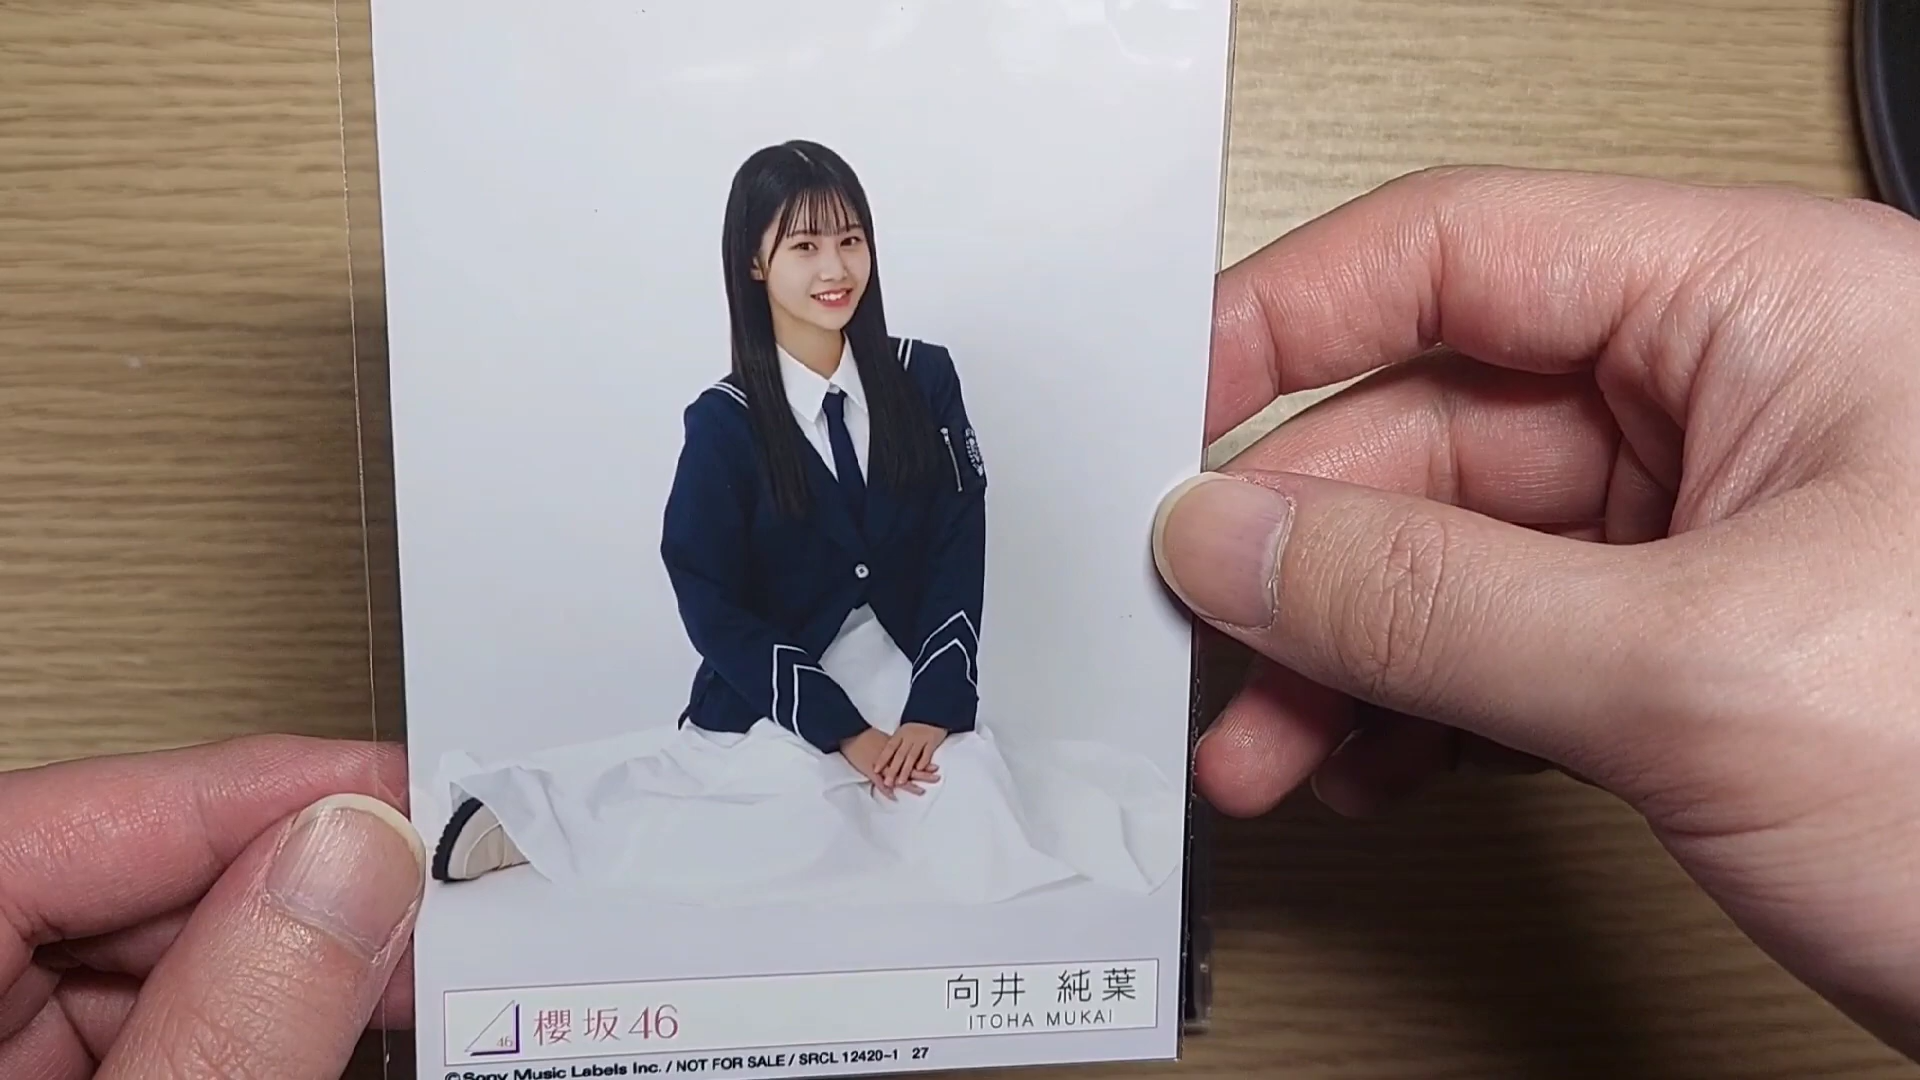 46 櫻坂46
向井 純葉
ITOHA MUKAI
©Sony Music Labels Inc. / NOT FOR SALE / SRCL 12420~1 27